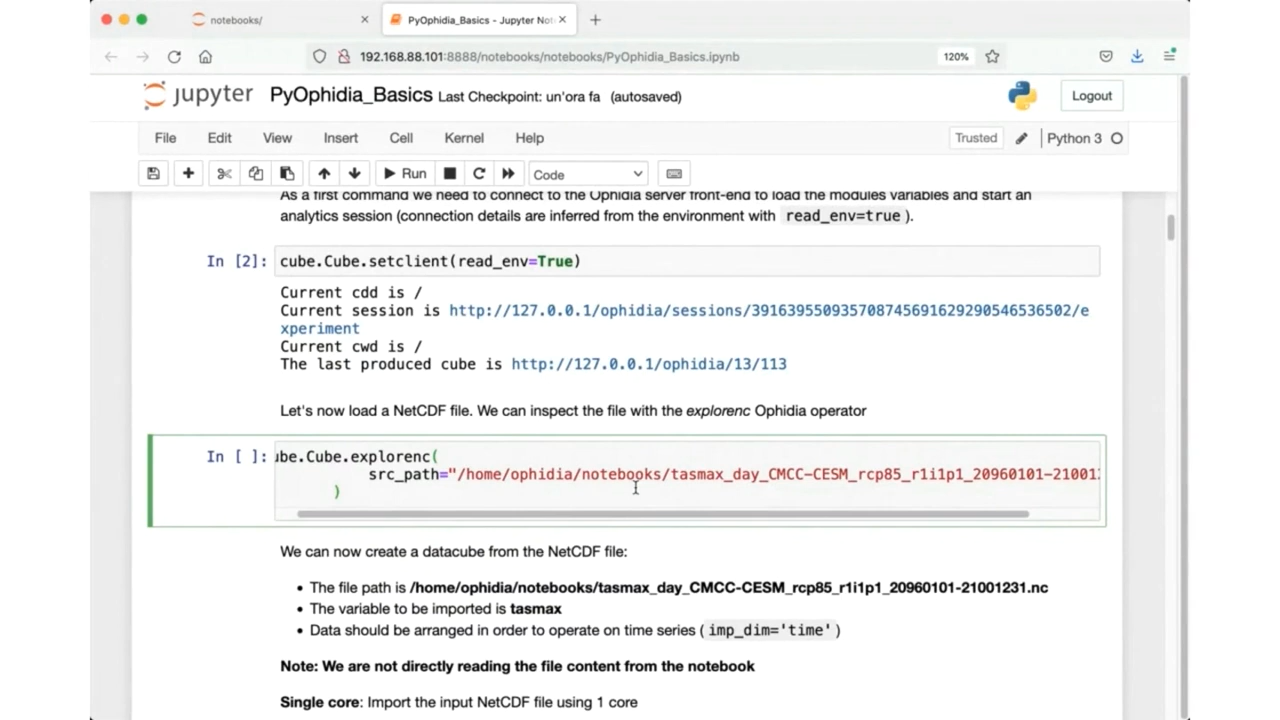 notebooks/
PyOphidia_Basics - Jupyter Not
192.168.88.101:8888/notebooks/notebooks/PyOphidia_Basics.ipynb
120%
jupyter PyOphidia_Basics Last Checkpoint: un'ora fa (autosaved)
Logout
File Edit View Insert Cell Kernel Help
Trusted
Python 3
Run
Code
As a first command we need to connect to the Ophidia server front-end to load the modules variables and start an
analytics session (connection details are inferred from the environment with read_env=true ).
In [2]: cube.Cube.setclient(read_env=True)
Current cdd is /
Current session is http://127.0.0.1/ophidia/sessions/391639550935708745691629290546536502/e
xperiment
Current cwd is /
The last produced cube is http://127.0.0.1/ophidia/13/113
Let's now load a NetCDF file. We can inspect the file with the explorenc Ophidia operator
In [ ]: ube.Cube.explorenc(
src_path="/home/ophidia/notebooks/tasmax_day_CMCC-CESM_rcp85_r1i1p1_20960101-21001
)
We can now create a datacube from the NetCDF file:
• The file path is /home/ophidia/notebooks/tasmax_day_CMCC-CESM_rcp85_r1i1p1_20960101-21001231.nc
• The variable to be imported is tasmax
• Data should be arranged in order to operate on time series ( imp_dim='time' )
Note: We are not directly reading the file content from the notebook
Single core: Import the input NetCDF file using 1 core